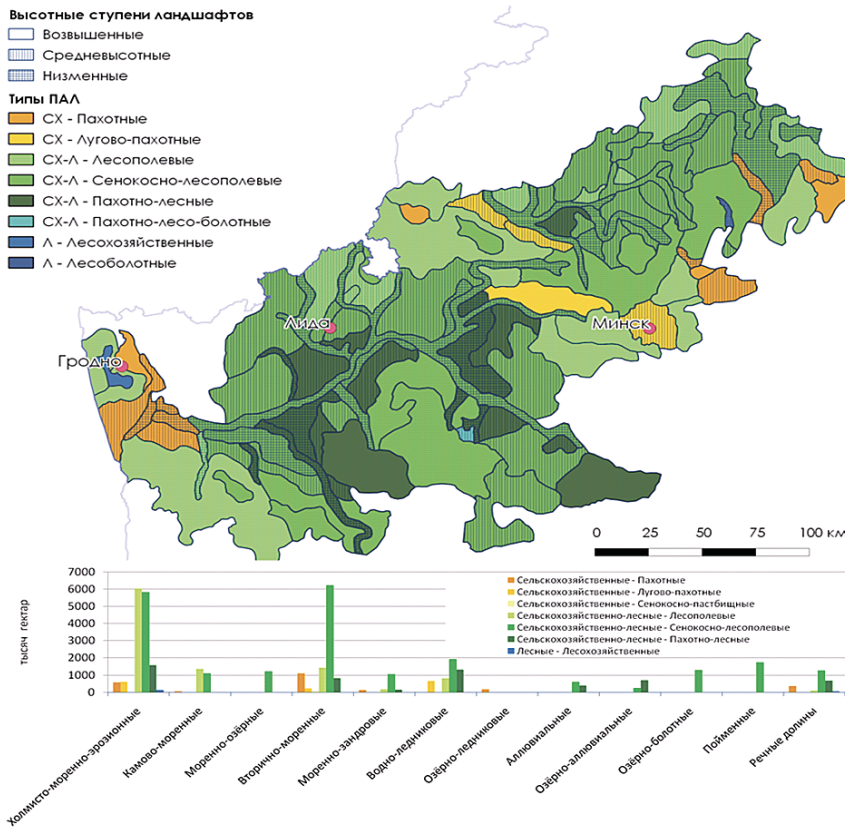 Высотные ступени ландшафтов
Возвышенные
Средневысотные
Низменные
Типы ПАЛ
СХ - Пахотные
СХ - Лугово-пахотные
СХ-Л - Лесополевые
СХ-Л - Сенокосно-лесополевые
СХ-Л - Пахотно-лесные
СХ-Л - Пахотно-лесо-болотные
Л - Лесохозяйственные
Л - Лесоболотные
Лида
Минск
Гродно
0 25 50 75 100 км
тысяч гектар
7000
6000
5000
4000
3000
2000
1000
0
Сельскохозяйственные - Пахотные
Сельскохозяйственные - Лугово-пахотные
Сельскохозяйственные - Сенокосно-пастбищные
Сельскохозяйственно-лесные - Лесополевые
Сельскохозяйственно-лесные - Сенокосно-лесополевые
Сельскохозяйственно-лесные - Пахотно-лесные
Лесные - Лесохозяйственные
Холмисто-моренно-эрозионные
Камово-моренные
Моренно-озёрные
Вторично-моренные
Моренно-зандровые
Водно-ледниковые
Озёрно-ледниковые
Аллювиальные
Озёрно-аллювиальные
Озёрно-болотные
Пойменные
Речные долины